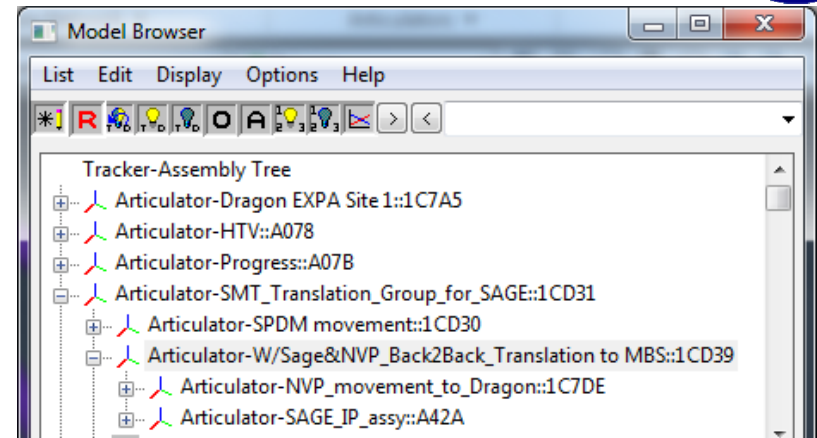 Model Browser
List Edit Display Options Help
R O A > <
Tracker-Assembly Tree
Articulator-Dragon EXPA Site 1::1C7A5
Articulator-HTV::A078
Articulator-Progress::A07B
Articulator-SMT_Translation_Group_for_SAGE::1CD31
Articulator-SPDM movement::1CD30
Articulator-W/Sage&NVP_Back2Back_Translation to MBS::1CD39
Articulator-NVP_movement_to_Dragon::1C7DE
Articulator-SAGE_IP_assy::A42A